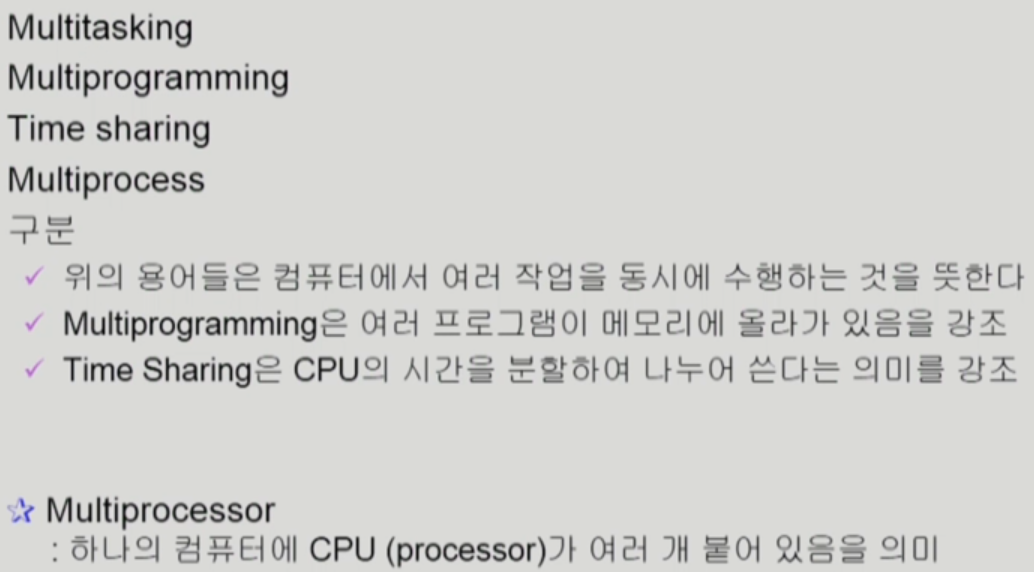 Multitasking
Multiprogramming
Time sharing
Multiprocess
구분
✓ 위의 용어들은 컴퓨터에서 여러 작업을 동시에 수행하는 것을 뜻한다
✓ Multiprogramming은 여러 프로그램이 메모리에 올라가 있음을 강조
✓ Time Sharing은 CPU의 시간을 분할하여 나누어 쓴다는 의미를 강조
☆ Multiprocessor
: 하나의 컴퓨터에 CPU (processor)가 여러 개 붙어 있음을 의미